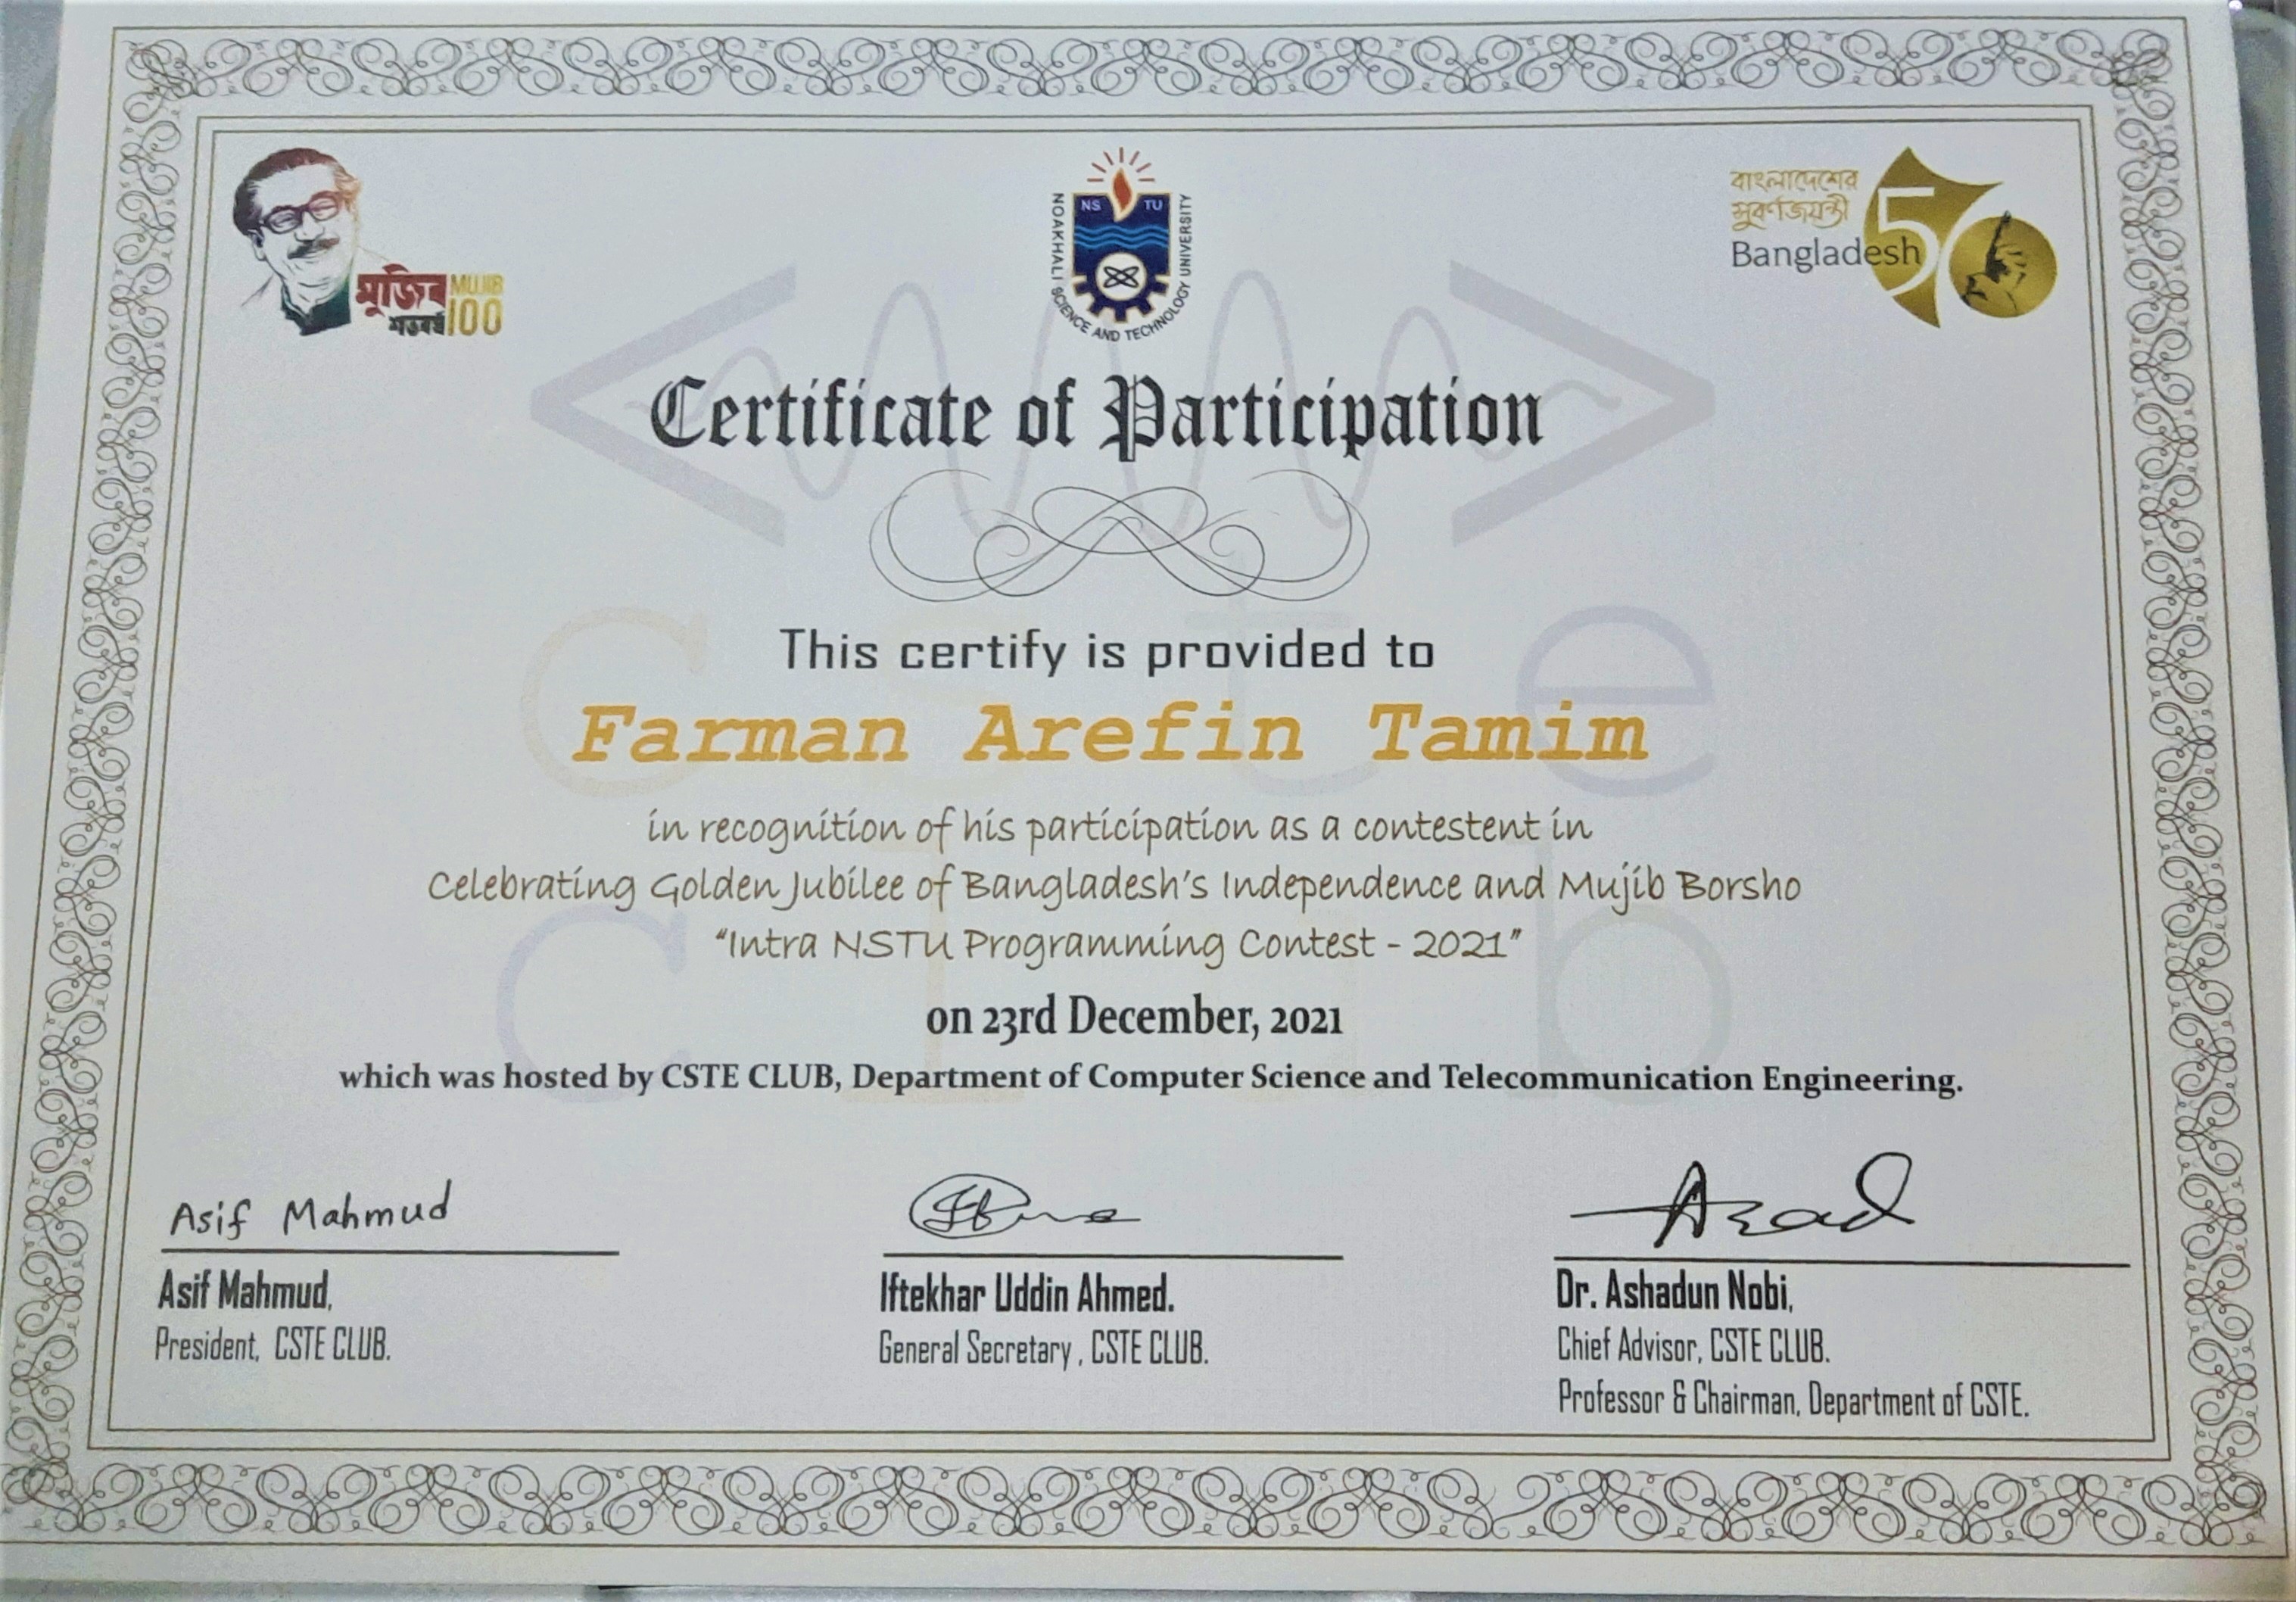 মুজিব MUJIB
শতবর্ষ 100
NS TU
NOAKHALI SCIENCE AND TECHNOLOGY UNIVERSITY
বাংলাদেশের
সুবর্ণজয়ন্তী
Bangladesh 50
Certificate of Participation
This certify is provided to
Farman Arefin Tamim
in recognition of his participation as a contestent in
Celebrating Golden Jubilee of Bangladesh's Independence and Mujib Borsho
"Intra NSTU Programming Contest - 2021"
on 23rd December, 2021
which was hosted by CSTE CLUB, Department of Computer Science and Telecommunication Engineering.
cste
club
Asif Mahmud
Azad
Asif Mahmud,
President, CSTE CLUB.
Iftekhar Uddin Ahmed.
General Secretary , CSTE CLUB.
Dr. Ashadun Nobi,
Chief Advisor, CSTE CLUB.
Professor & Chairman, Department of CSTE.